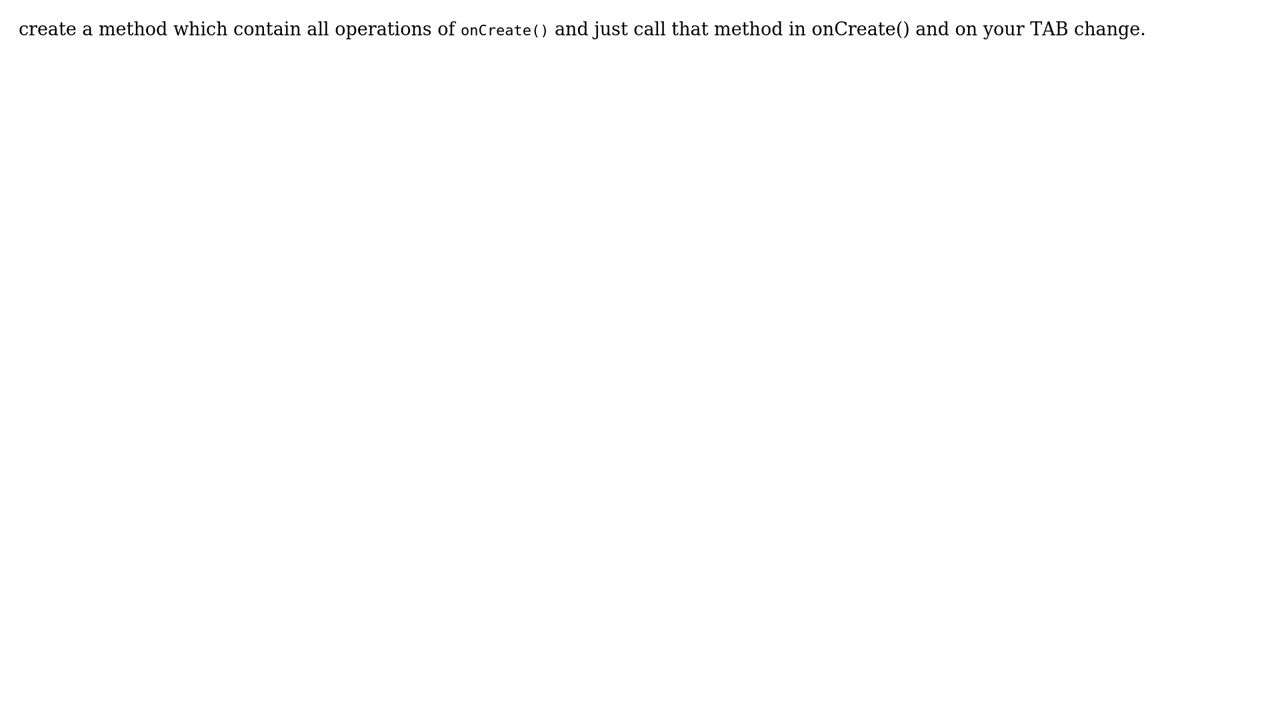 create a method which contain all operations of onCreate() and just call that method in onCreate() and on your TAB change.